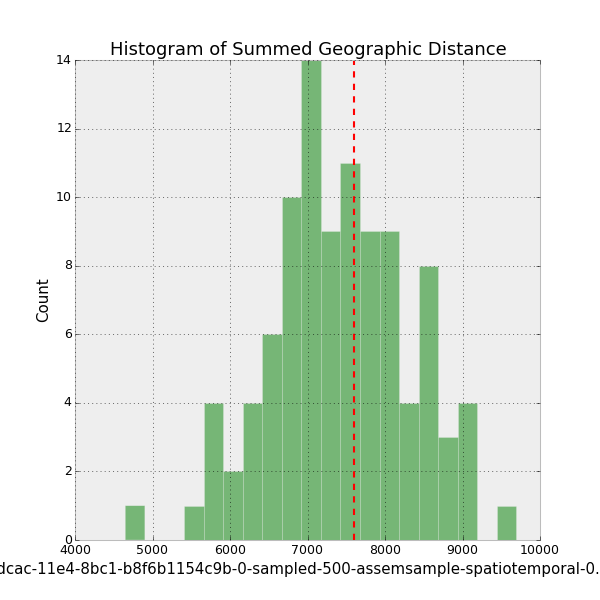 Histogram of Summed Geographic Distance
14
12
10
8
6
4
2
0
Count
4000 5000 6000 7000 8000 9000 10000
dcac-11e4-8bc1-b8f6b1154c9b-0-sampled-500-assemsample-spatiotemporal-0.